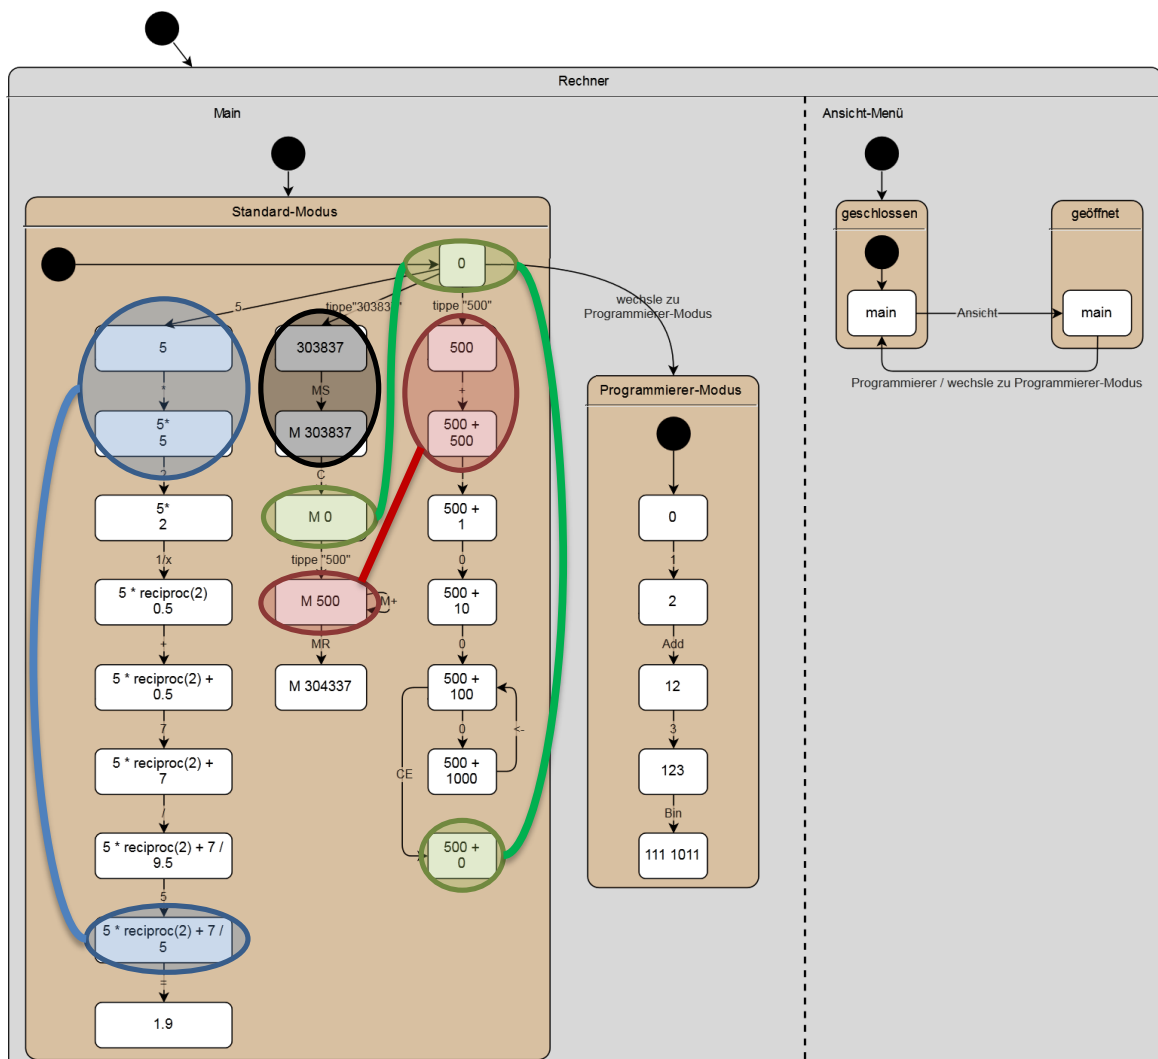 Rechner
Main
Ansicht-Menü
Standard-Modus
0
5
tippe"303837"
tippe "500"
wechsle zu
Programmierer-Modus
5
*
5*
5
2
5*
2
1/x
5 * reciproc(2)
0.5
+
5 * reciproc(2) +
0.5
7
5 * reciproc(2) +
7
/
5 * reciproc(2) + 7 /
9.5
5
5 * reciproc(2) + 7 /
5
=
1.9
303837
MS
M 303837
C
M 0
tippe "500"
M 500
M+
MR
M 304337
500
+
500 +
500
500 +
1
0
500 +
10
0
500 +
100
0
<-
500 +
1000
CE
500 +
0
Programmierer-Modus
0
1
2
Add
12
3
123
Bin
111 1011
geschlossen
main
Ansicht
geöffnet
main
Programmierer / wechsle zu Programmierer-Modus